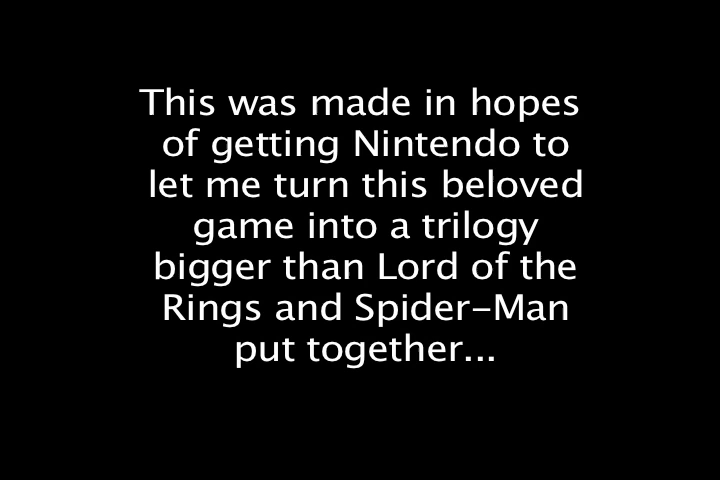 This was made in hopes
of getting Nintendo to
let me turn this beloved
game into a trilogy
bigger than Lord of the
Rings and Spider-Man
put together...